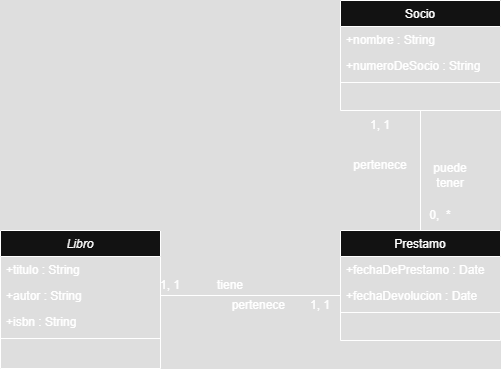 Socio
+nombre : String
+numeroDeSocio : String
1, 1
pertenece
puede
tener
0, *
Libro
+titulo : String
+autor : String
+isbn : String
1, 1
tiene
pertenece
1, 1
Prestamo
+fechaDePrestamo : Date
+fechaDevolucion : Date